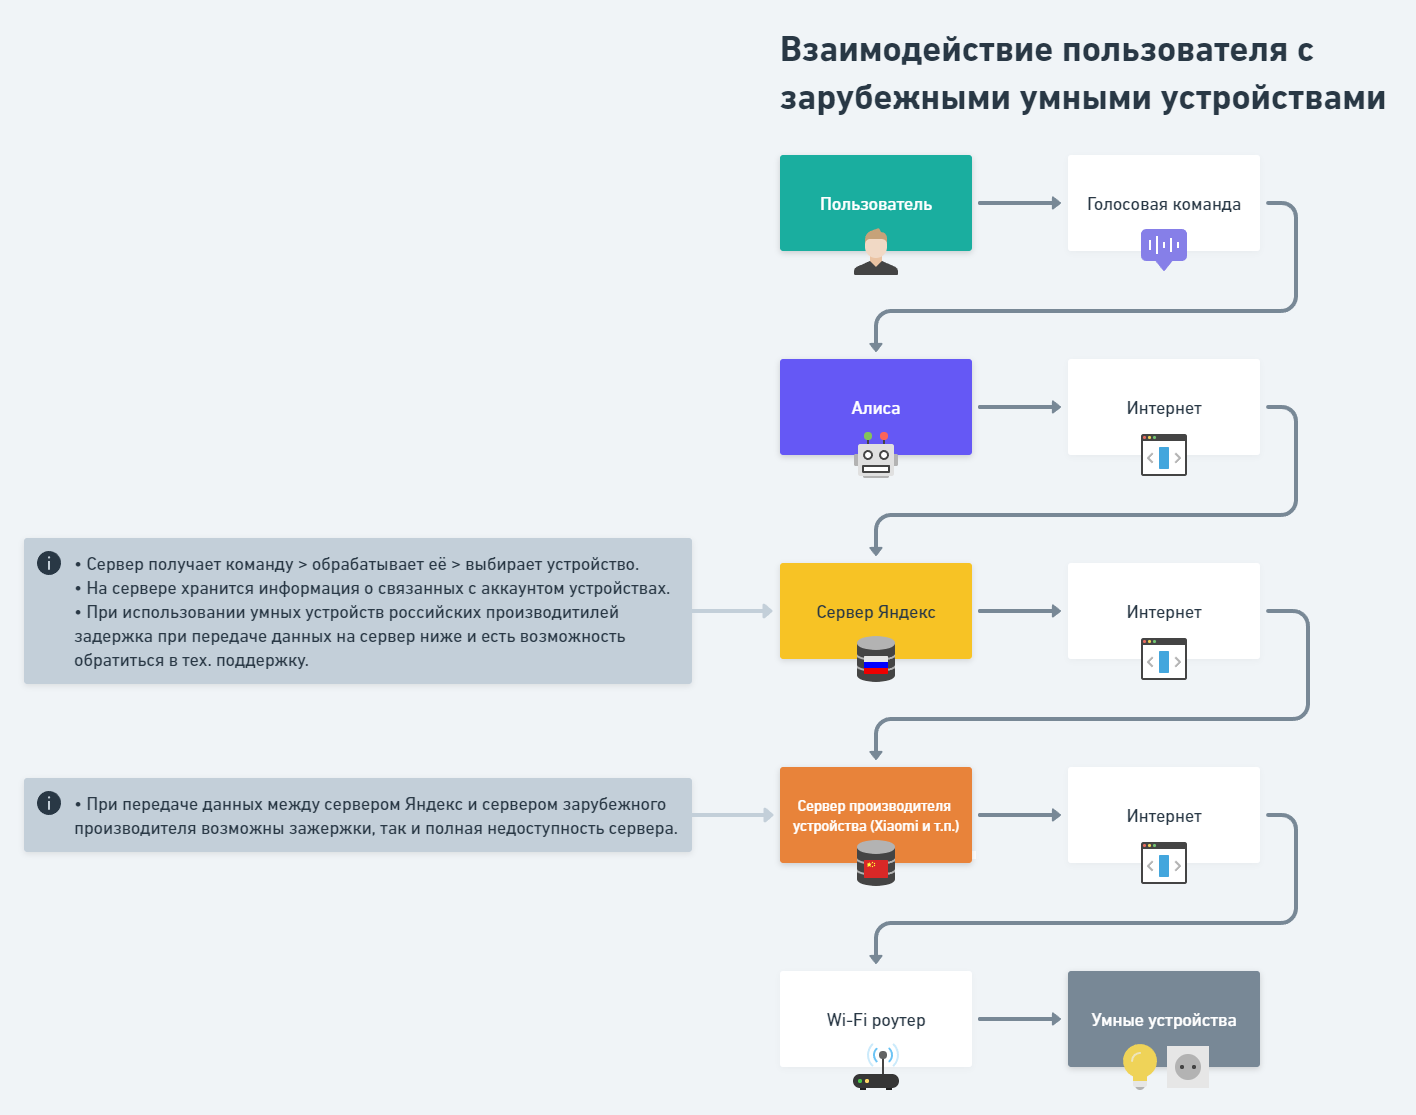 Взаимодействие пользователя с
зарубежными умными устройствами
Пользователь
Голосовая команда
Алиса
Интернет
• Сервер получает команду > обрабатывает её > выбирает устройство.
• На сервере хранится информация о связанных с аккаунтом устройствах.
• При использовании умных устройств российских производитилей
задержка при передаче данных на сервер ниже и есть возможность
обратиться в тех. поддержку.
Сервер Яндекс
Интернет
• При передаче данных между сервером Яндекс и сервером зарубежного
производителя возможны зажержки, так и полная недоступность сервера.
Сервер производителя
устройства (Xiaomi и т.п.)
Интернет
Wi-Fi роутер
Умные устройства